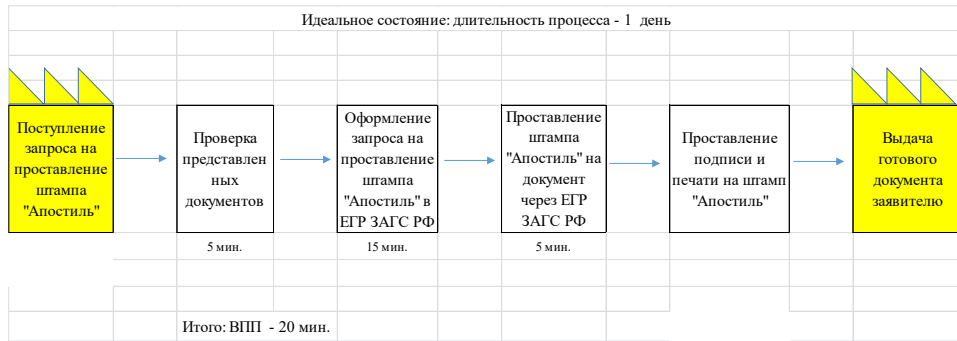 Идеальное состояние: длительность процесса - 1 день
Поступление
запроса на
проставление
штампа
"Апостиль"
Проверка
представлен
ных
документов
Оформление
запроса на
проставление
штампа
"Апостиль" в
ЕГР ЗАГС РФ
Проставление
штампа
"Апостиль" на
документ
через ЕГР
ЗАГС РФ
Проставление
подписи и
печати на штамп
"Апостиль"
Выдача
готового
документа
заявителю
5 мин.
15 мин.
5 мин.
Итого: ВПП - 20 мин.